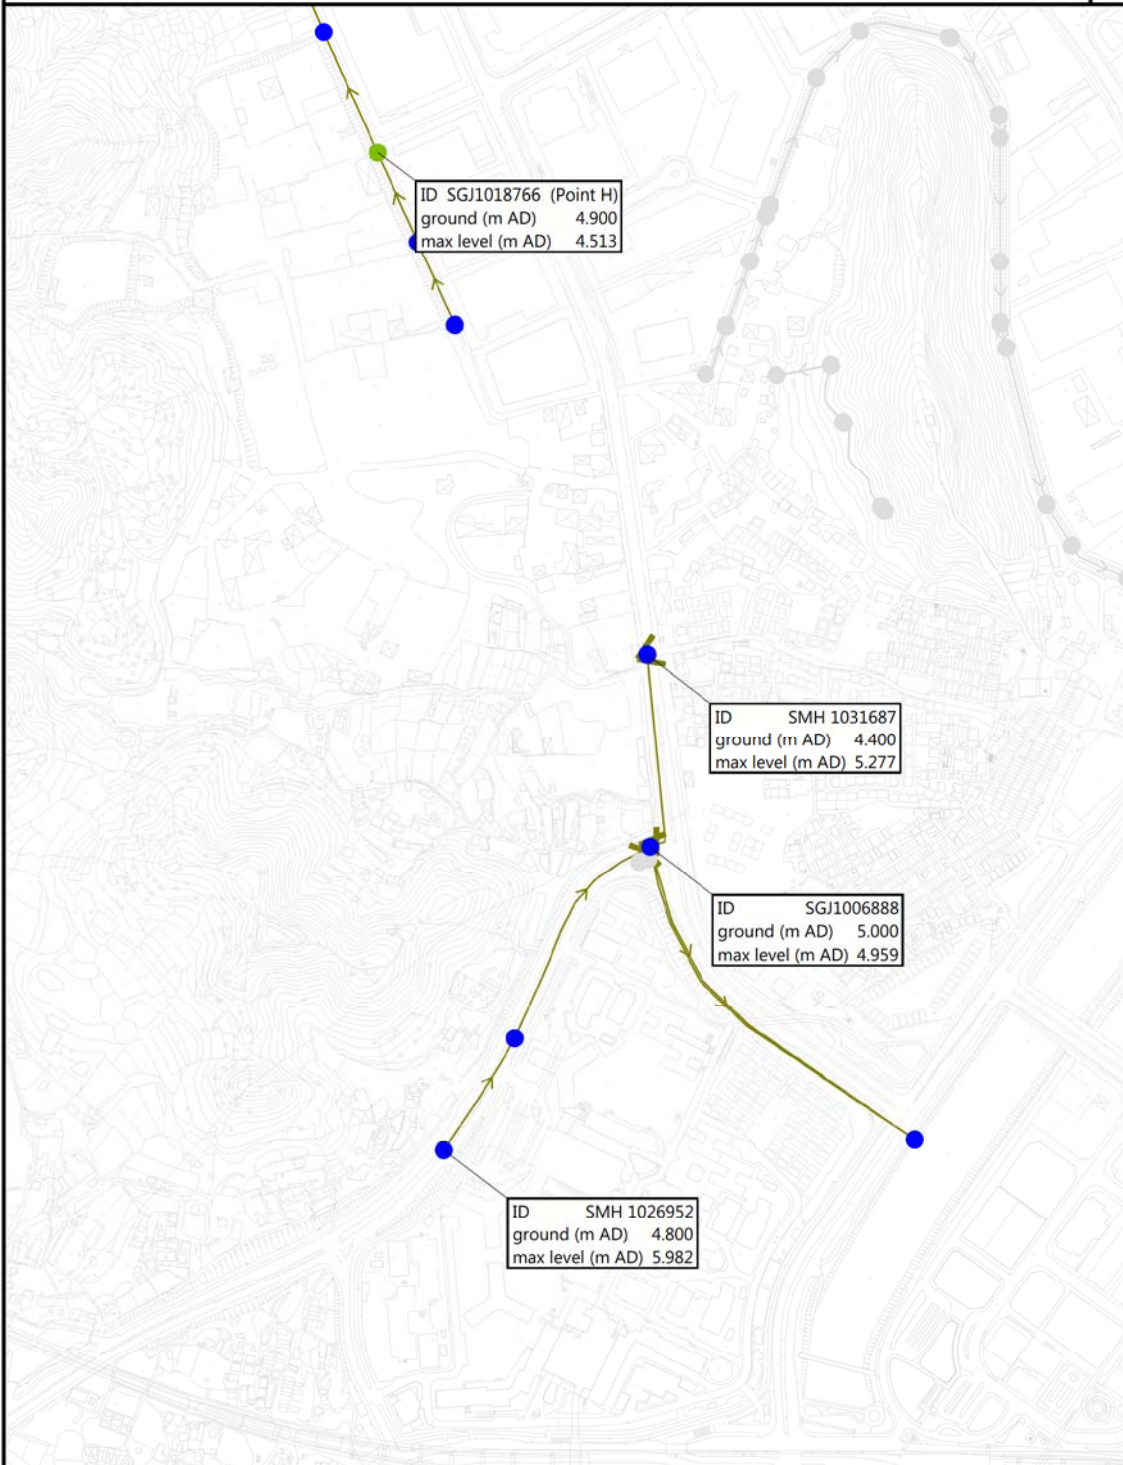 ID SGJ1018766 (Point H)
ground (m AD) 4.900
max level (m AD) 4.513
ID SMH 1031687
ground (m AD) 4.400
max level (m AD) 5.277
ID SGJ1006888
ground (m AD) 5.000
max level (m AD) 4.959
ID SMH 1026952
ground (m AD) 4.800
max level (m AD) 5.982